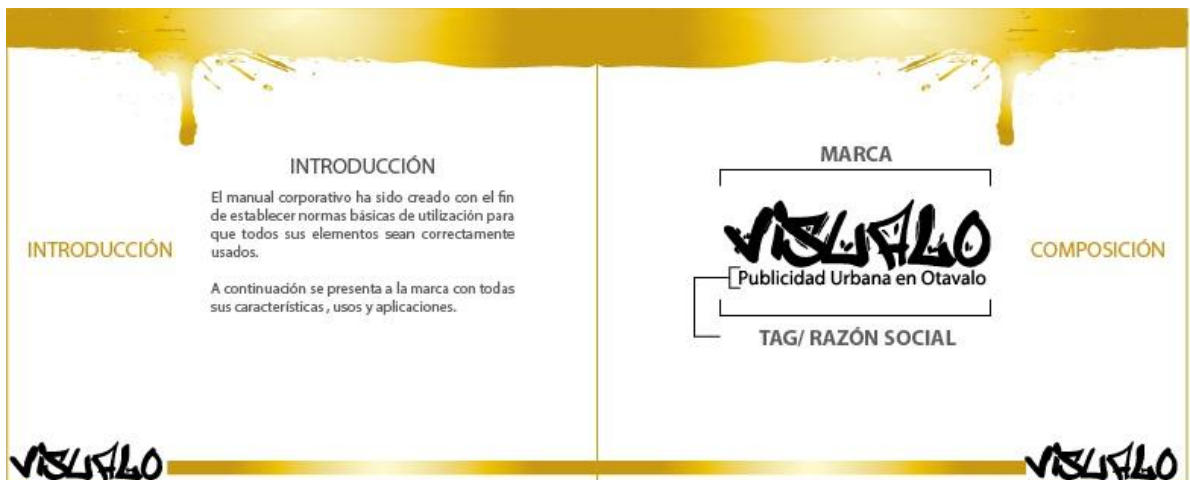 INTRODUCCIÓN
INTRODUCCIÓN
El manual corporativo ha sido creado con el fin
de establecer normas básicas de utilización para
que todos sus elementos sean correctamente
usados.
A continuación se presenta a la marca con todas
sus características , usos y aplicaciones.
VISUALO
MARCA
VISUALO
Publicidad Urbana en Otavalo
TAG/ RAZÓN SOCIAL
COMPOSICIÓN
VISUALO